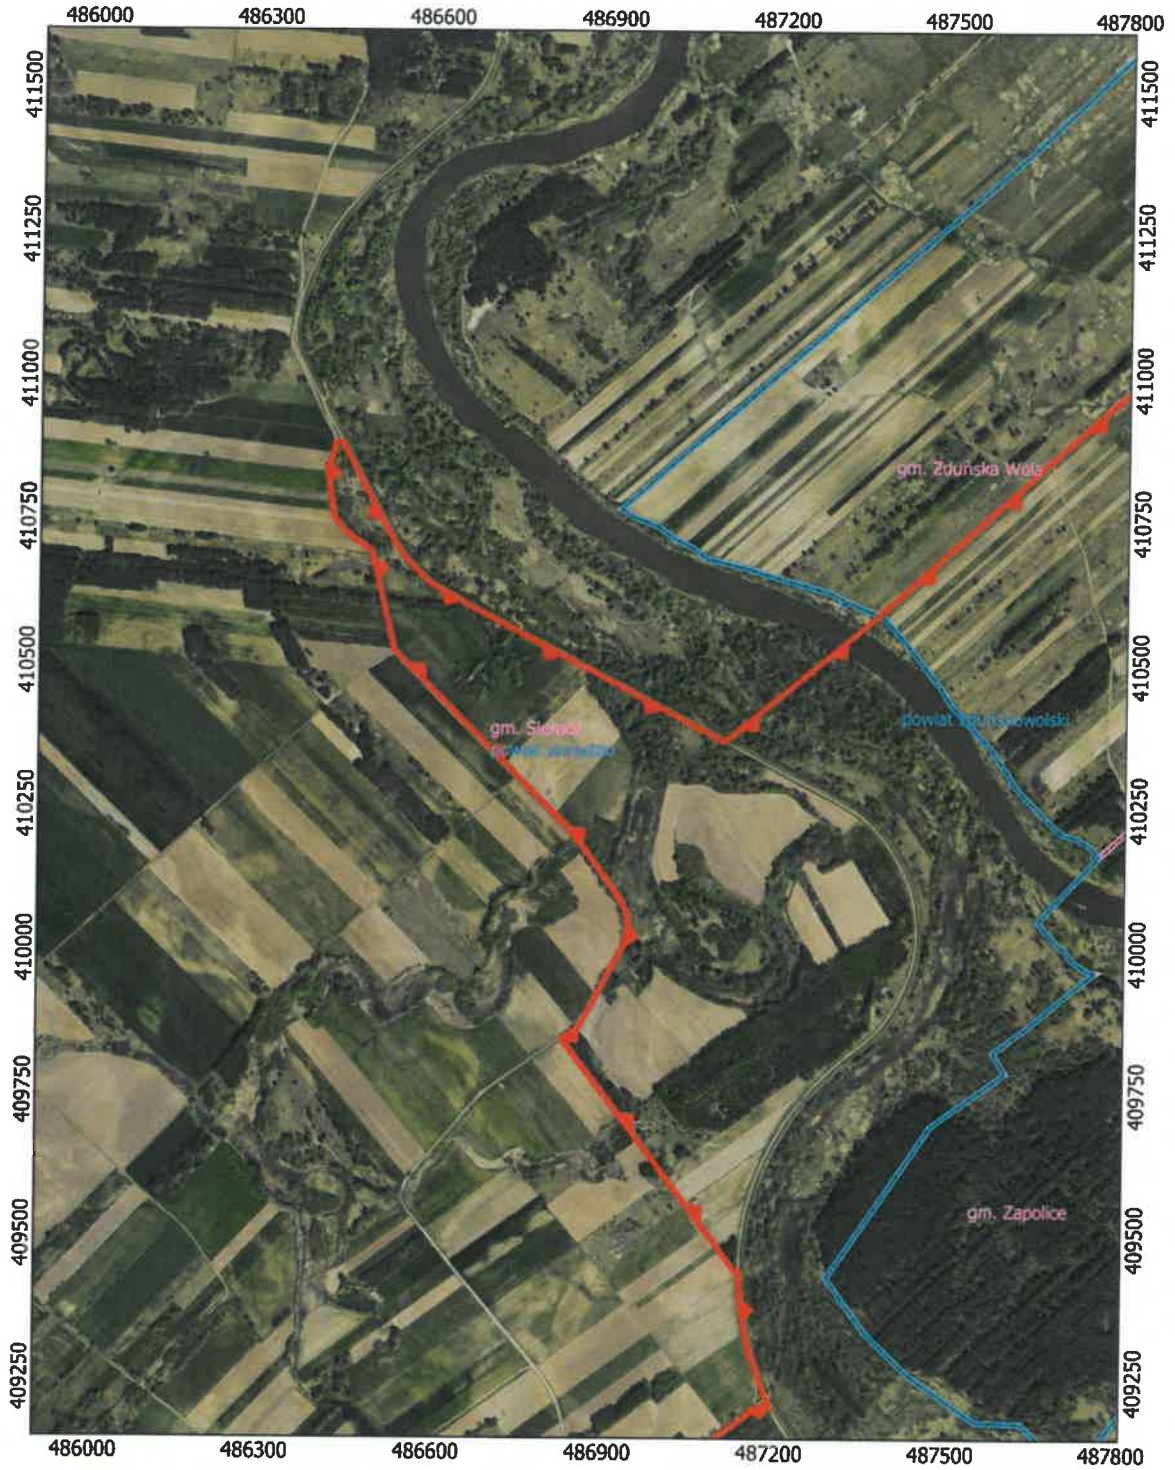 486000 486300 486600 486900 487200 487500 487800
411500 411500
411250 411250
411000 411000
gm. Zduńska Wola
410750 410750
410500 410500
powiat zduńskowolski
gm. Sieradz
powiat sieradzki
410250 410250
410000 410000
409750 409750
gm. Zapolice
409500 409500
409250 409250
486000 486300 486600 486900 487200 487500 487800